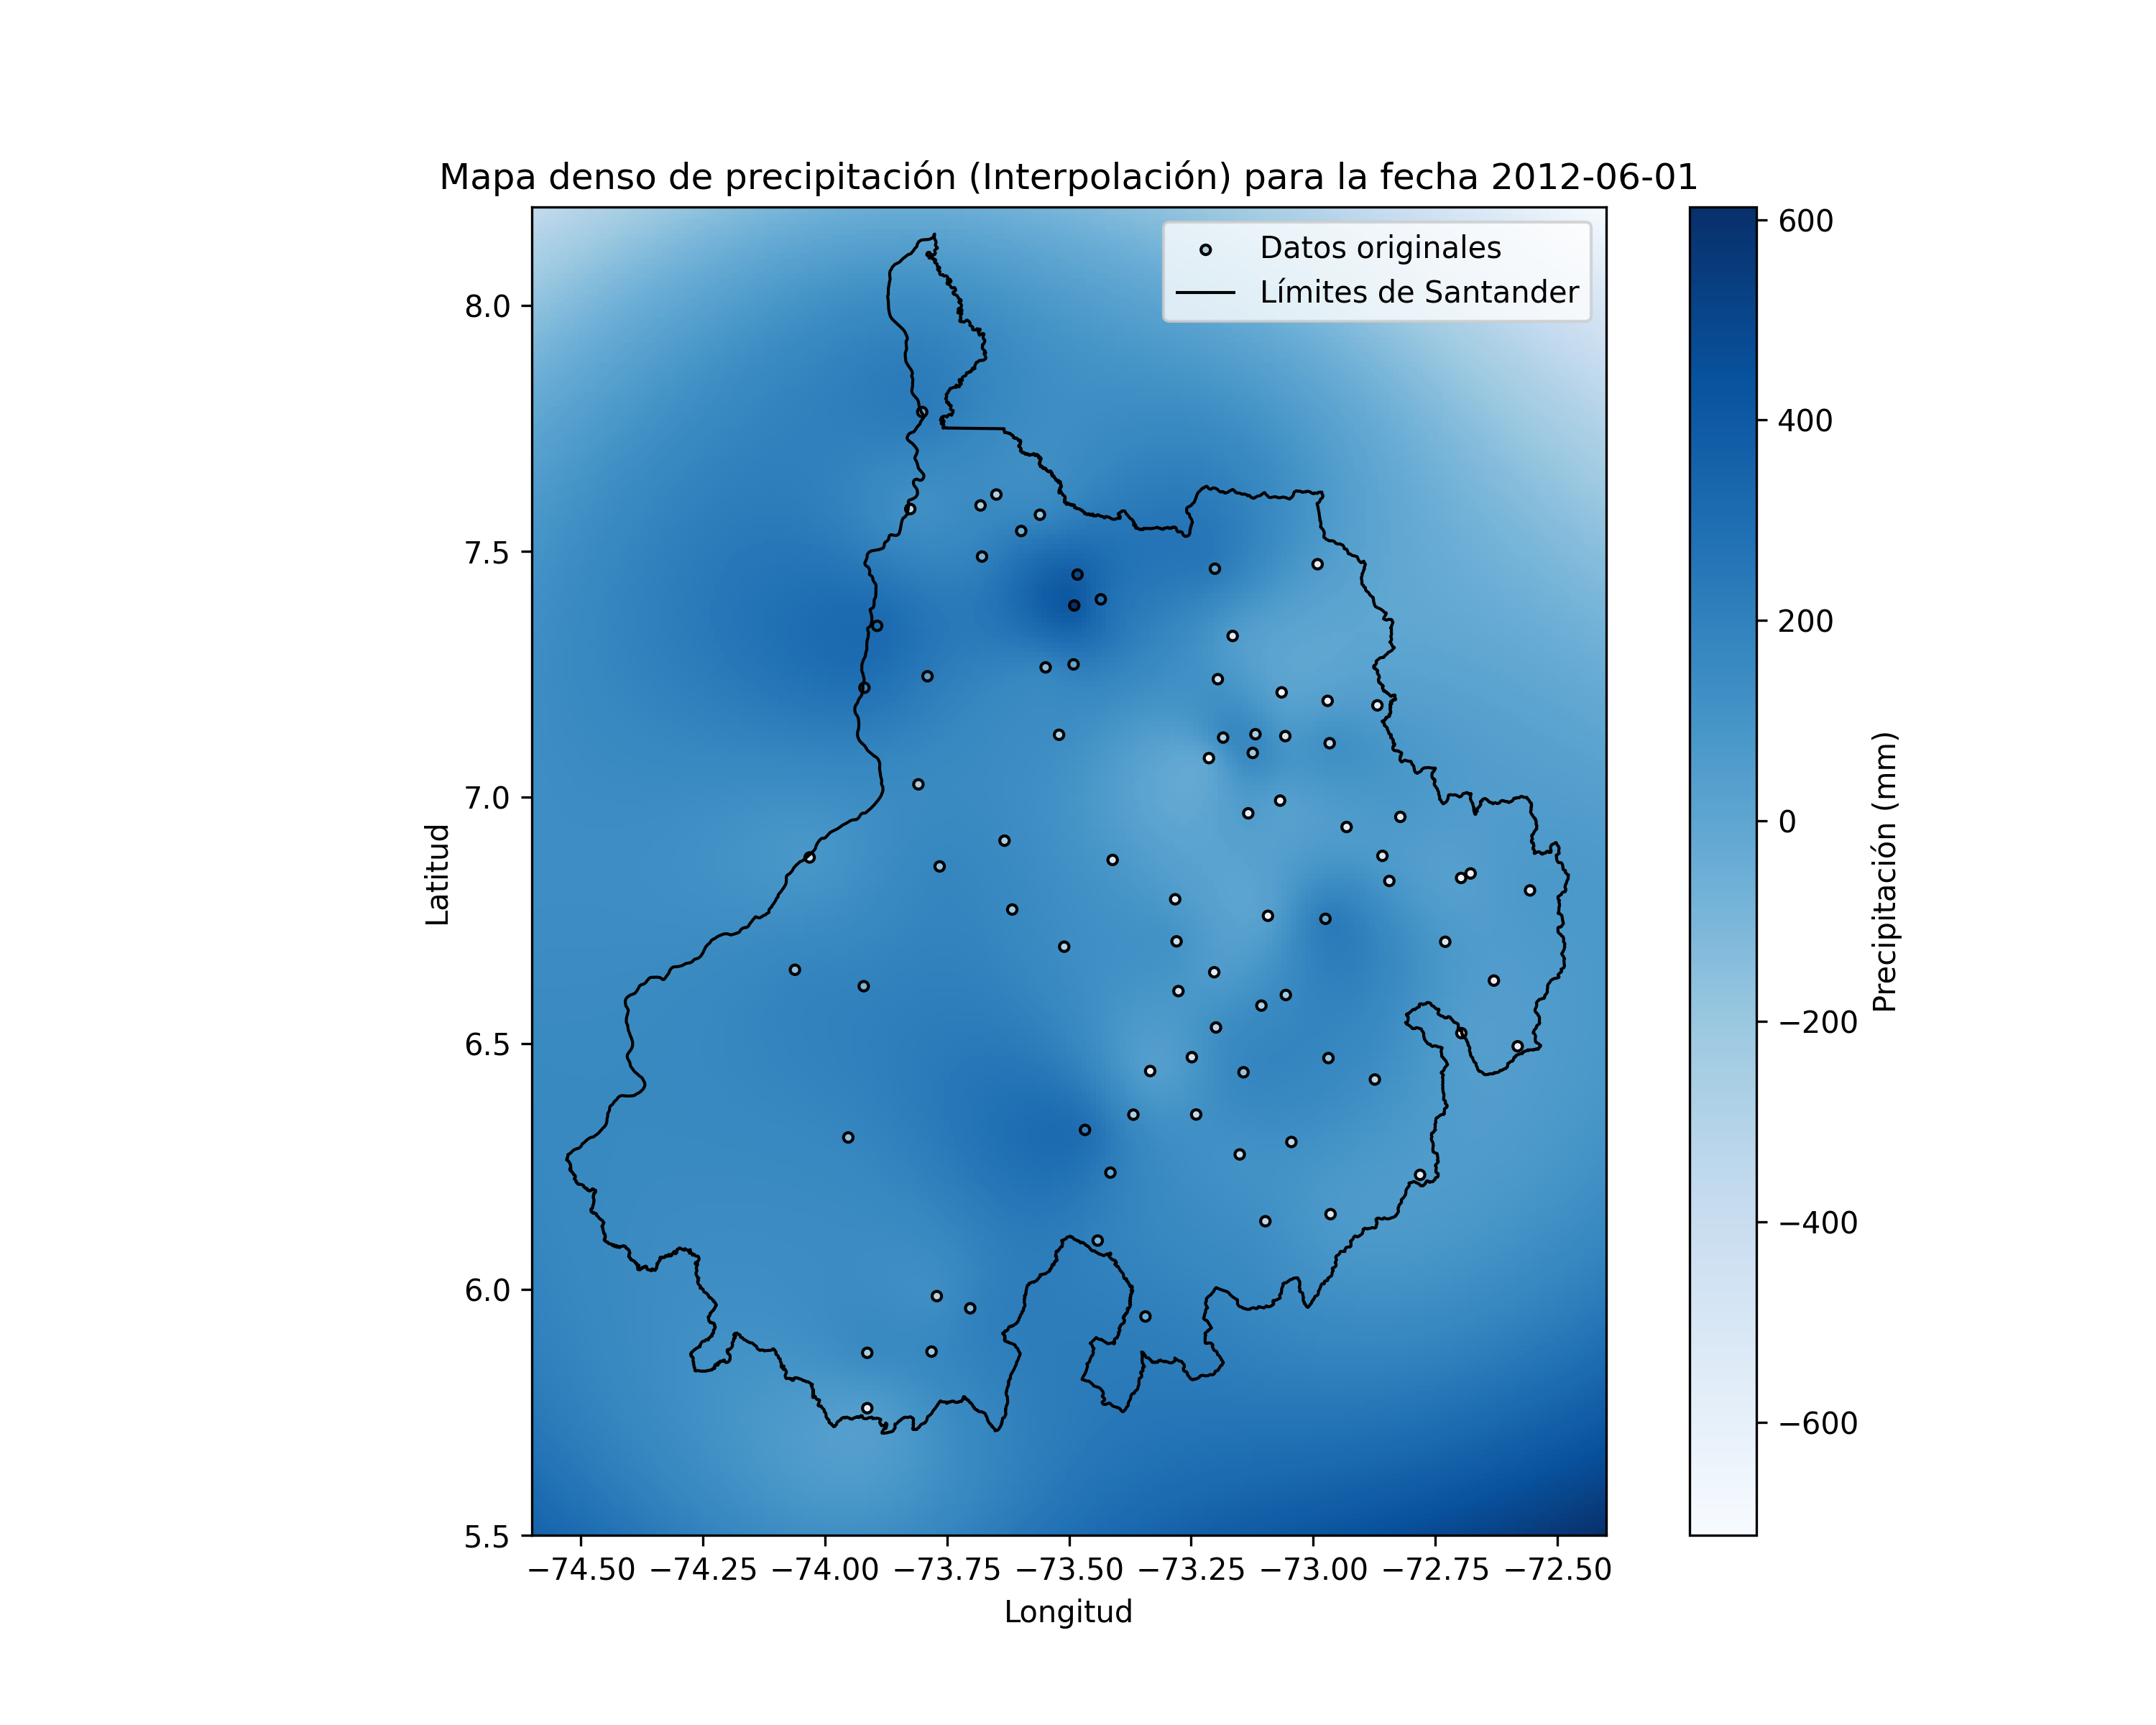 Mapa denso de precipitación (Interpolación) para la fecha 2012-06-01
Datos originales
Límites de Santander
8.0
7.5
7.0
6.5
6.0
5.5
Latitud
−74.50 −74.25 −74.00 −73.75 −73.50 −73.25 −73.00 −72.75 −72.50
Longitud
600
400
200
0
−200
−400
−600
Precipitación (mm)